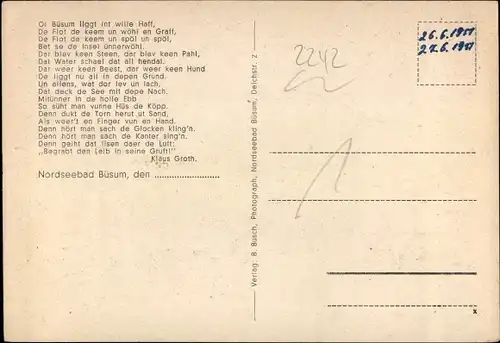 Ol Büsum liggt int wille Haff,
De Flot de keem un wöhl en Graff,
De Flot de keem un spöl un spöl,
Bet se de Insel ünnerwöhl.
Dar blev keen Steen, dar blev keen Pahl,
Dat Water schael dat all hendal.
Dar weer keen Beest, dar weer keen Hund
De liggt nu all in depen Grund.
Un allens, wat der lev un lach,
Dat deck de See mit depe Nach.
Mitünner in de holle Ebb
So süht man vunne Hüs de Köpp.
Denn dukt de Torn herut ut Sand,
Als weer't en Finger vun en Hand.
Denn hört man sach de Glocken kling'n,
Denn hört man sach de Kanter sing'n,
Denn geiht dat lisen daer de Luft:
„Begrabt den Leib in seine Gruft!"
Klaus Groth.
Nordseebad Büsum, den
Verlag: B. Busch, Photograph, Nordseebad Büsum, Deichstr. 2
2242
26.6.1951
27.6.1951
1
x